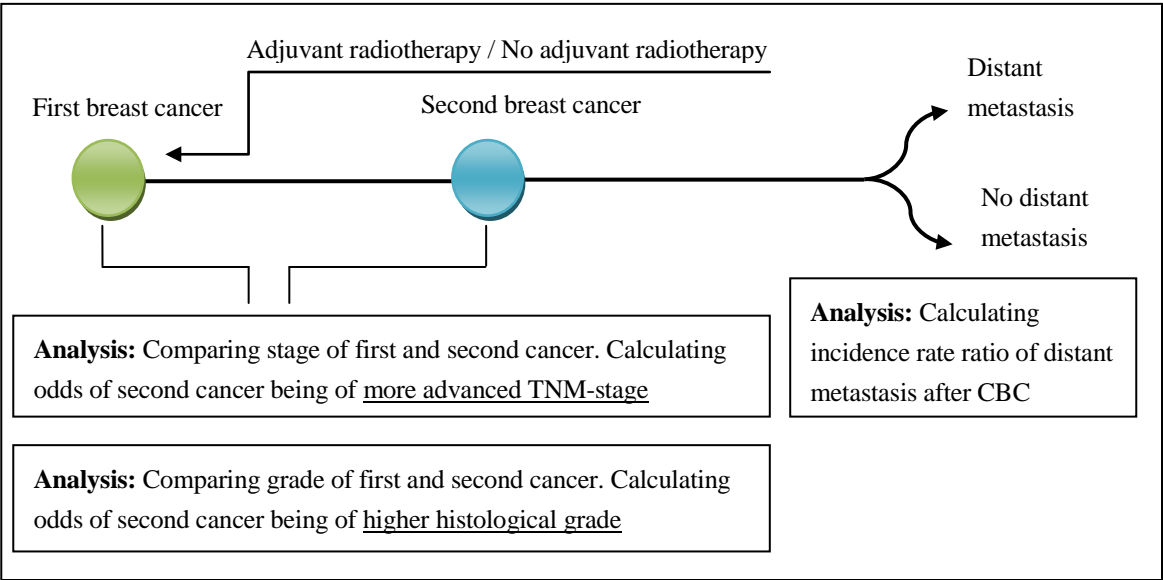 Adjuvant radiotherapy / No adjuvant radiotherapy
Distant
metastasis
First breast cancer
Second breast cancer
No distant
metastasis
Analysis: Comparing stage of first and second cancer. Calculating
odds of second cancer being of more advanced TNM-stage
Analysis: Calculating
incidence rate ratio of distant
metastasis after CBC
Analysis: Comparing grade of first and second cancer. Calculating
odds of second cancer being of higher histological grade